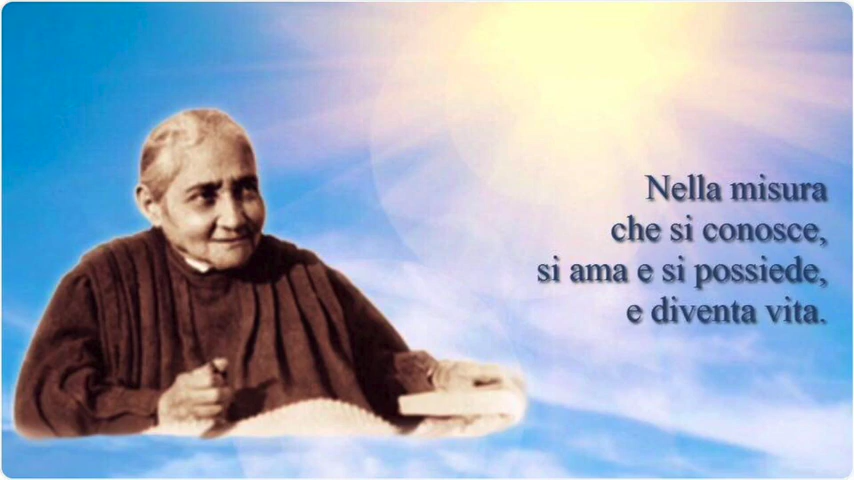 Nella misura
che si conosce,
si ama e si possiede,
e diventa vita.